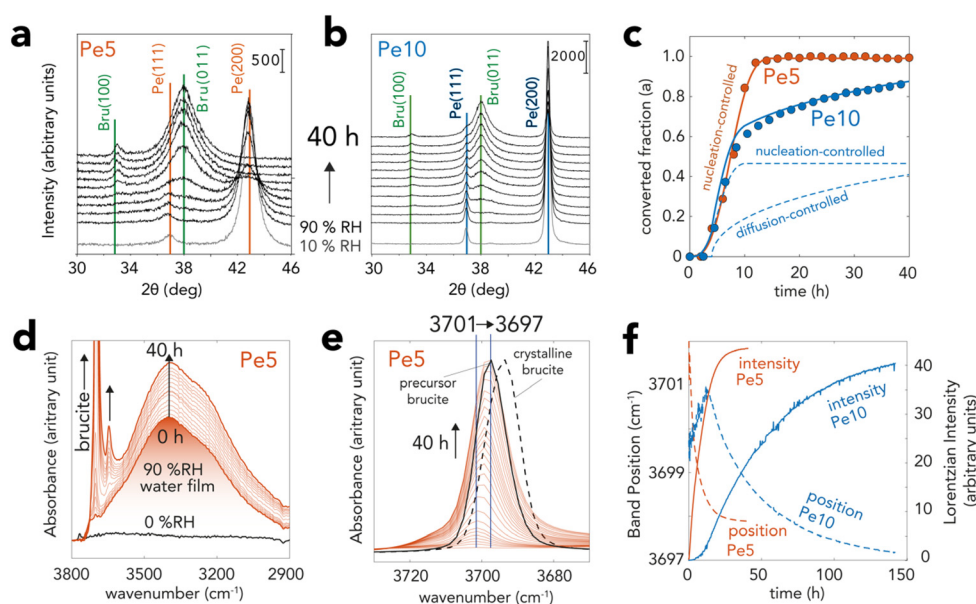 a
Pe5
500
Bru(100)
Pe(111)
Bru(011)
Pe(200)
Intensity (arbitrary units)
30 34 38 42 46
2θ (deg)
40 h
90 % RH
10 % RH
b
Pe10
2000
Bru(100)
Pe(111)
Bru(011)
Pe(200)
30 34 38 42 46
2θ (deg)
c
converted fraction (a)
1.0
0.8
0.6
0.4
0.2
0
nucleation-controlled
Pe5
Pe10
nucleation-controlled
diffusion-controlled
0 10 20 30 40
time (h)
d
Pe5
Absorbance (aritrary unit)
brucite
40 h
0 h
90 %RH
water film
0 %RH
3800 3500 3200 2900
wavenumber (cm⁻¹)
e
Pe5
3701→3697
Absorbance (aritrary unit)
precursor
brucite
crystalline
brucite
40 h
3720 3700 3680
wavenumber (cm⁻¹)
f
Band Position (cm⁻¹)
3701
3699
3697
intensity
Pe5
intensity
Pe10
position
Pe10
position
Pe5
40
30
20
10
0
Lorentzian Intensity
(arbitrary units)
0 50 100 150
time (h)